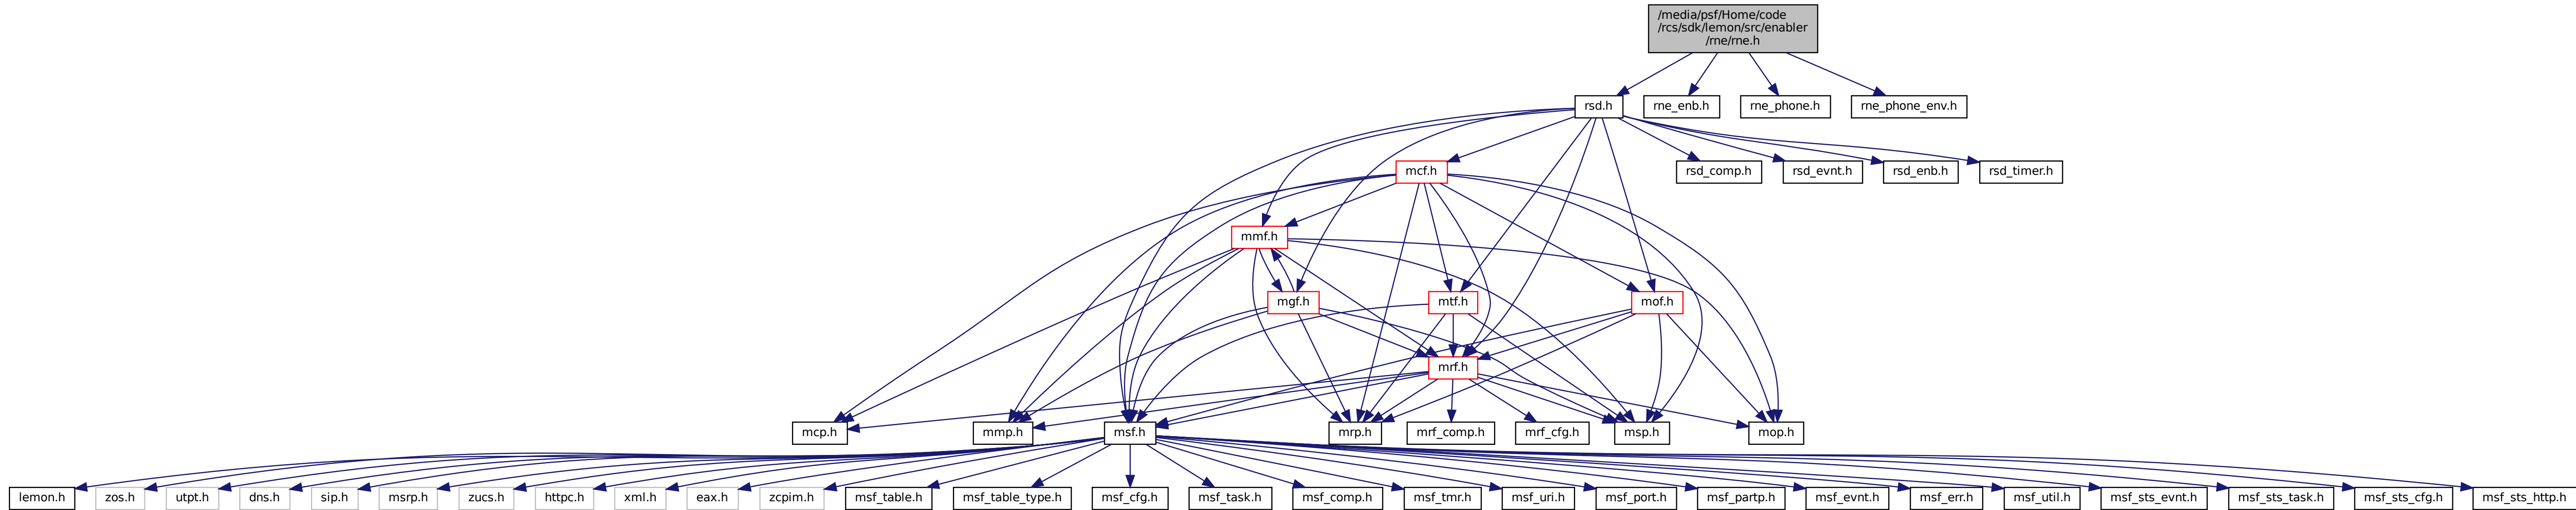 /media/psf/Home/code
/rcs/sdk/lemon/src/enabler
/rne/rne.h
rsd.h
rne_enb.h
rne_phone.h
rne_phone_env.h
mcf.h
rsd_comp.h
rsd_evnt.h
rsd_enb.h
rsd_timer.h
mmf.h
mgf.h
mtf.h
mof.h
mrf.h
mcp.h
mmp.h
msf.h
mrp.h
mrf_comp.h
mrf_cfg.h
msp.h
mop.h
lemon.h
zos.h
utpt.h
dns.h
sip.h
msrp.h
zucs.h
httpc.h
xml.h
eax.h
zcpim.h
msf_table.h
msf_table_type.h
msf_cfg.h
msf_task.h
msf_comp.h
msf_tmr.h
msf_uri.h
msf_port.h
msf_partp.h
msf_evnt.h
msf_err.h
msf_util.h
msf_sts_evnt.h
msf_sts_task.h
msf_sts_cfg.h
msf_sts_http.h